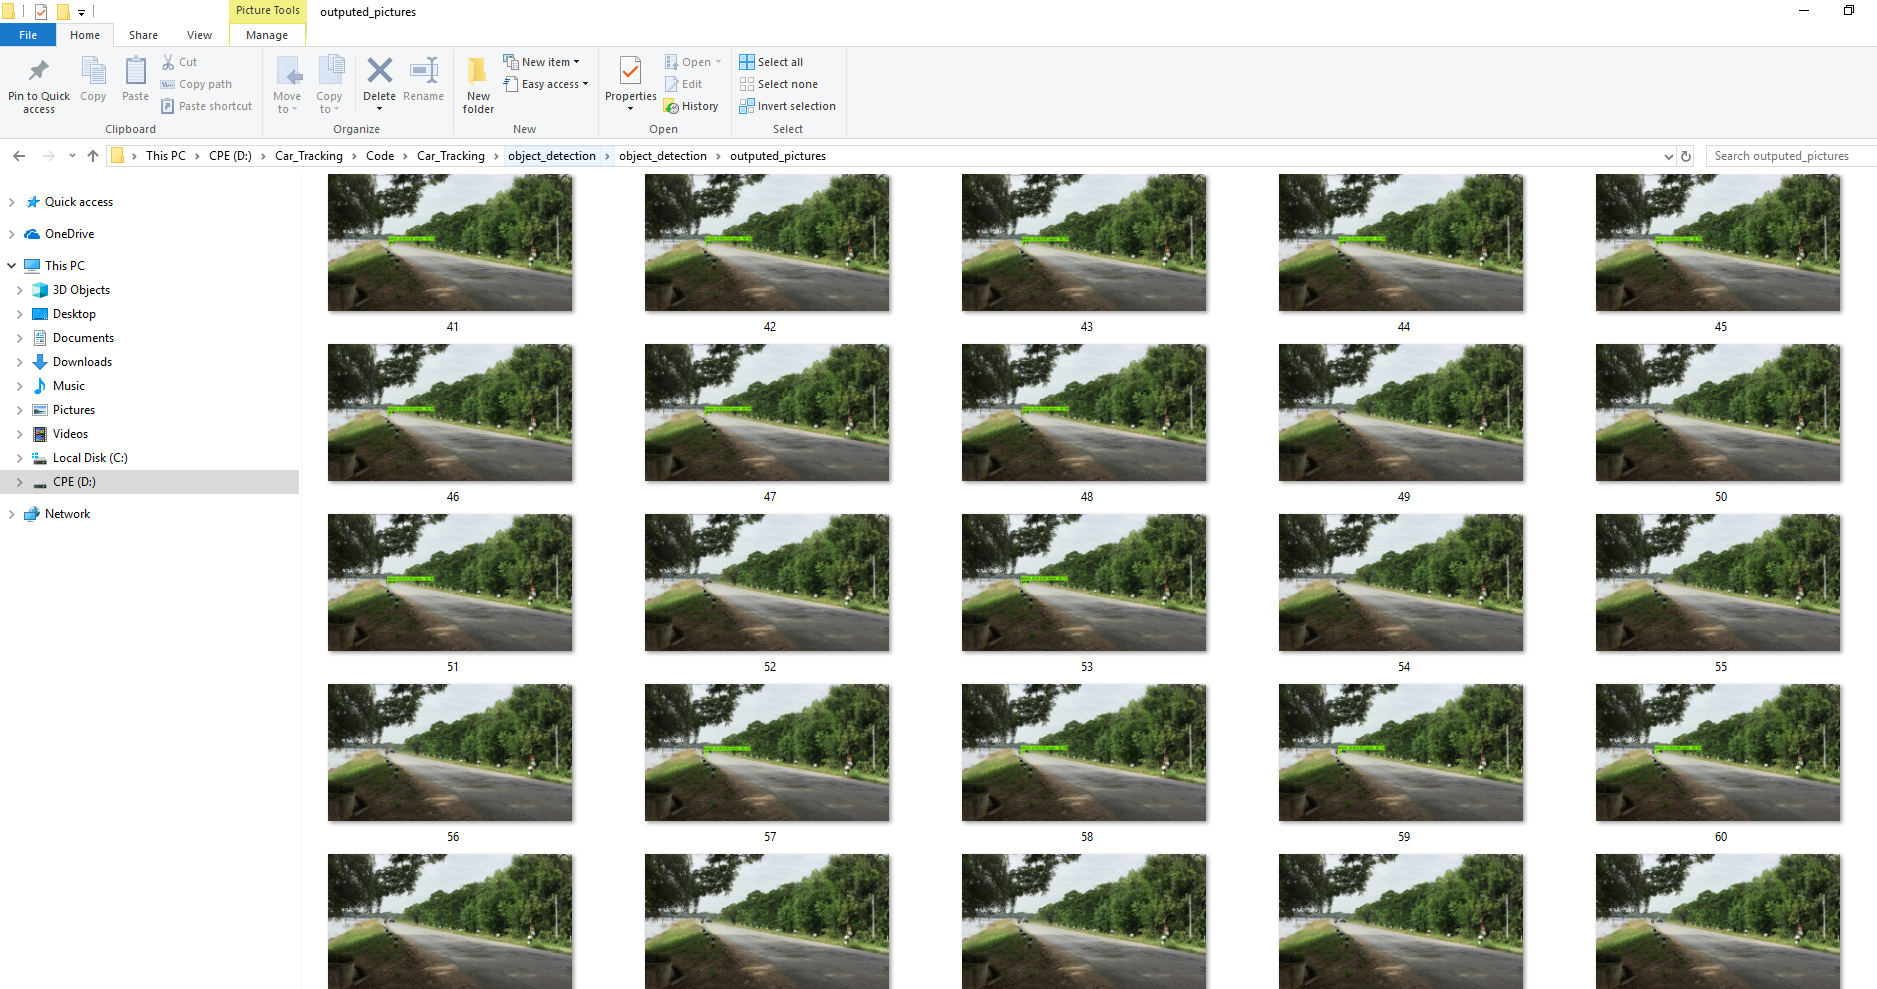 Picture Tools
outputed_pictures
File
Home
Share
View
Manage
Pin to Quick access
Copy
Paste
Cut
Copy path
Paste shortcut
Clipboard
Move to
Copy to
Delete
Rename
Organize
New folder
New item
Easy access
New
Properties
Open
Edit
History
Open
Select all
Select none
Invert selection
Select
This PC
CPE (D:)
Car_Tracking
Code
Car_Tracking
object_detection
object_detection
outputed_pictures
Search outputed_pictures
Quick access
OneDrive
This PC
3D Objects
Desktop
Documents
Downloads
Music
Pictures
Videos
Local Disk (C:)
CPE (D:)
Network
41
42
43
44
45
46
47
48
49
50
51
52
53
54
55
56
57
58
59
60